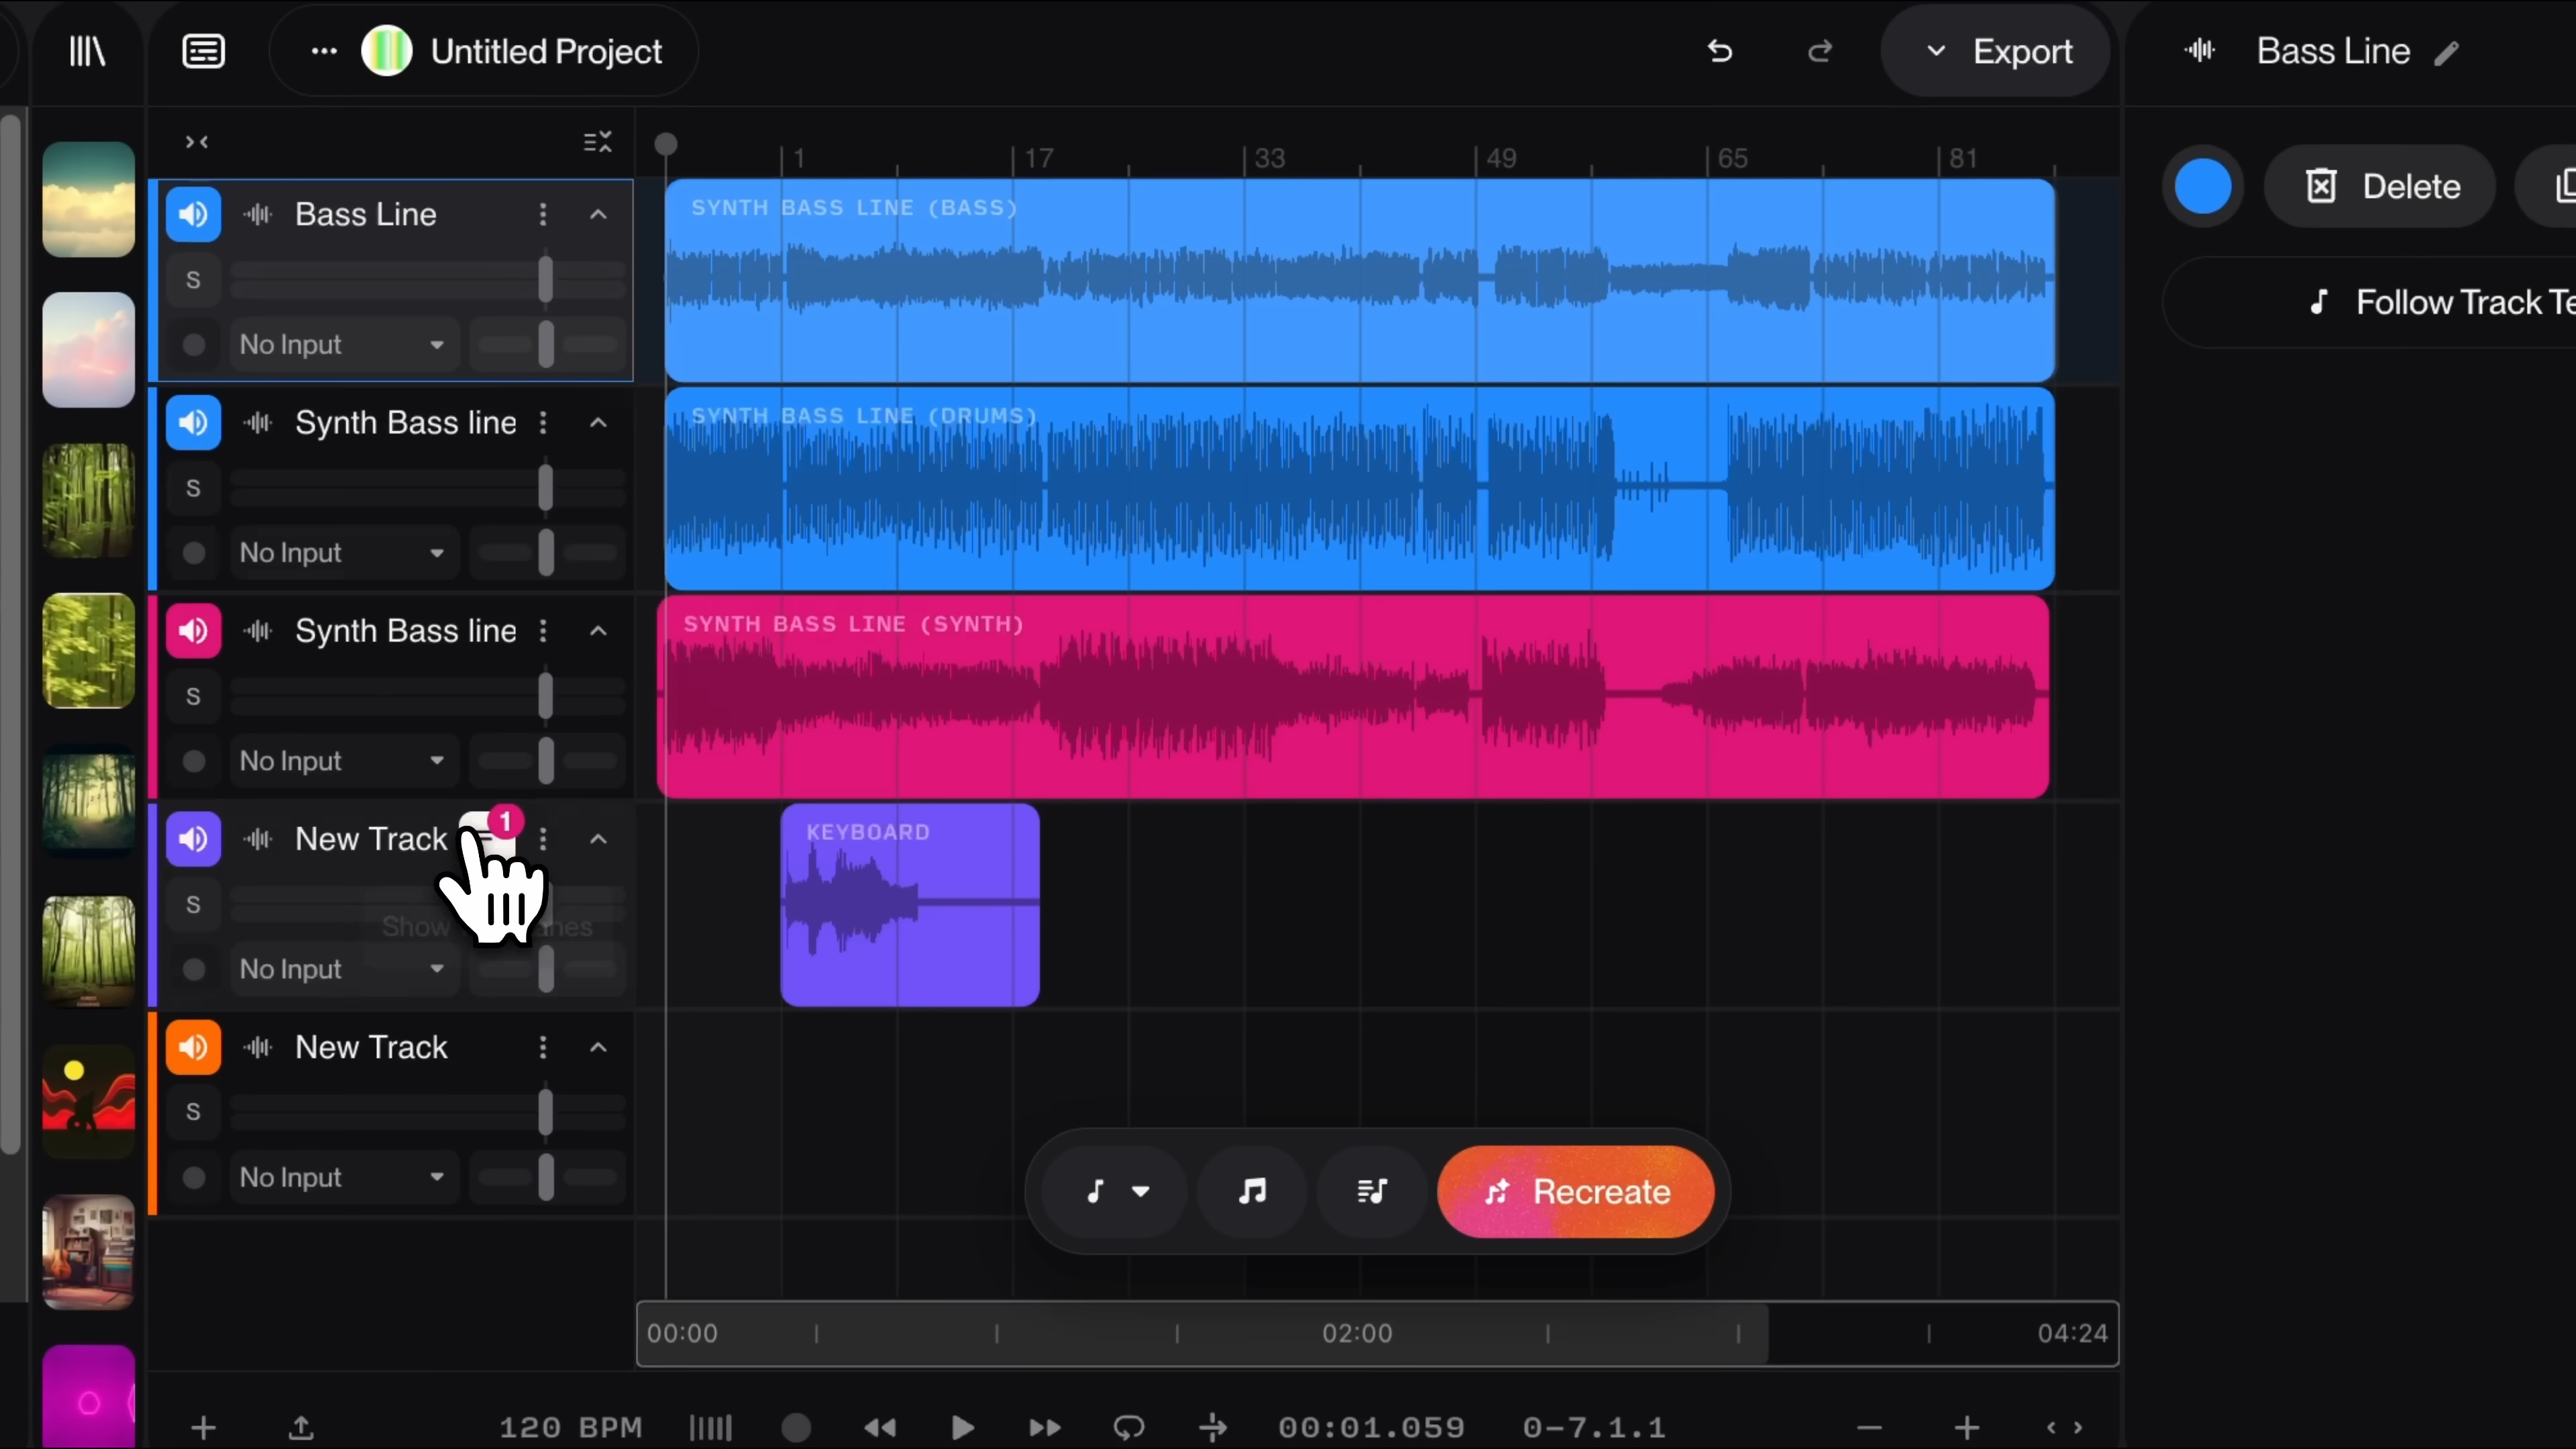 Untitled Project
Export
Bass Line
1 17 33 49 65 81
Delete
Follow Track Te
Bass Line
S
No Input
SYNTH BASS LINE (BASS)
Synth Bass line
S
No Input
SYNTH BASS LINE (DRUMS)
Synth Bass line
S
No Input
SYNTH BASS LINE (SYNTH)
New Track
1
S
Show
No Input
KEYBOARD
New Track
S
No Input
Recreate
00:00 02:00 04:24
120 BPM
00:01.059
0-7.1.1